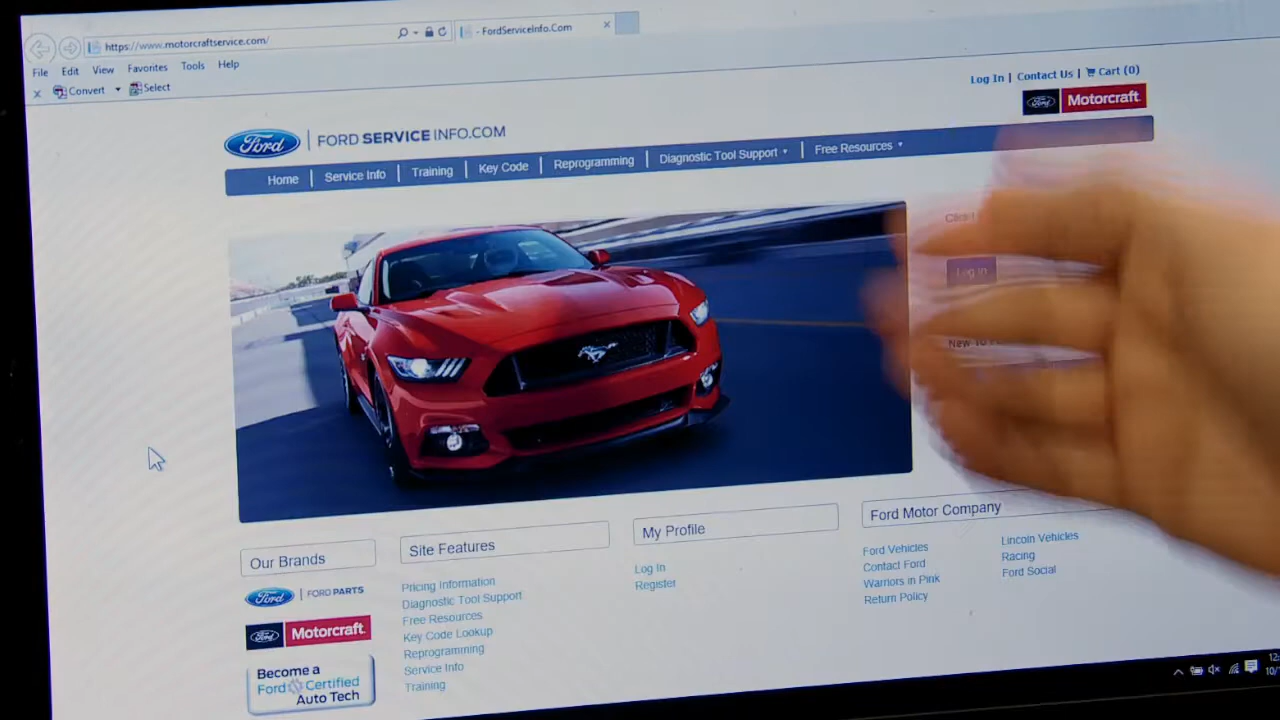 https://www.motorcraftservice.com/
- FordServiceInfo.Com
File Edit View Favorites Tools Help
x Convert Select
Log In | Contact Us | Cart (0)
Ford Motorcraft
Ford FORD SERVICE INFO.COM
Home Service Info Training Key Code Reprogramming Diagnostic Tool Support Free Resources
Log In
Our Brands
Ford FORD PARTS
Ford Motorcraft
Become a
Ford Certified
Auto Tech
Site Features
Pricing Information
Diagnostic Tool Support
Free Resources
Key Code Lookup
Reprogramming
Service Info
Training
My Profile
Log In
Register
Ford Motor Company
Ford Vehicles
Contact Ford
Warriors in Pink
Return Policy
Lincoln Vehicles
Racing
Ford Social